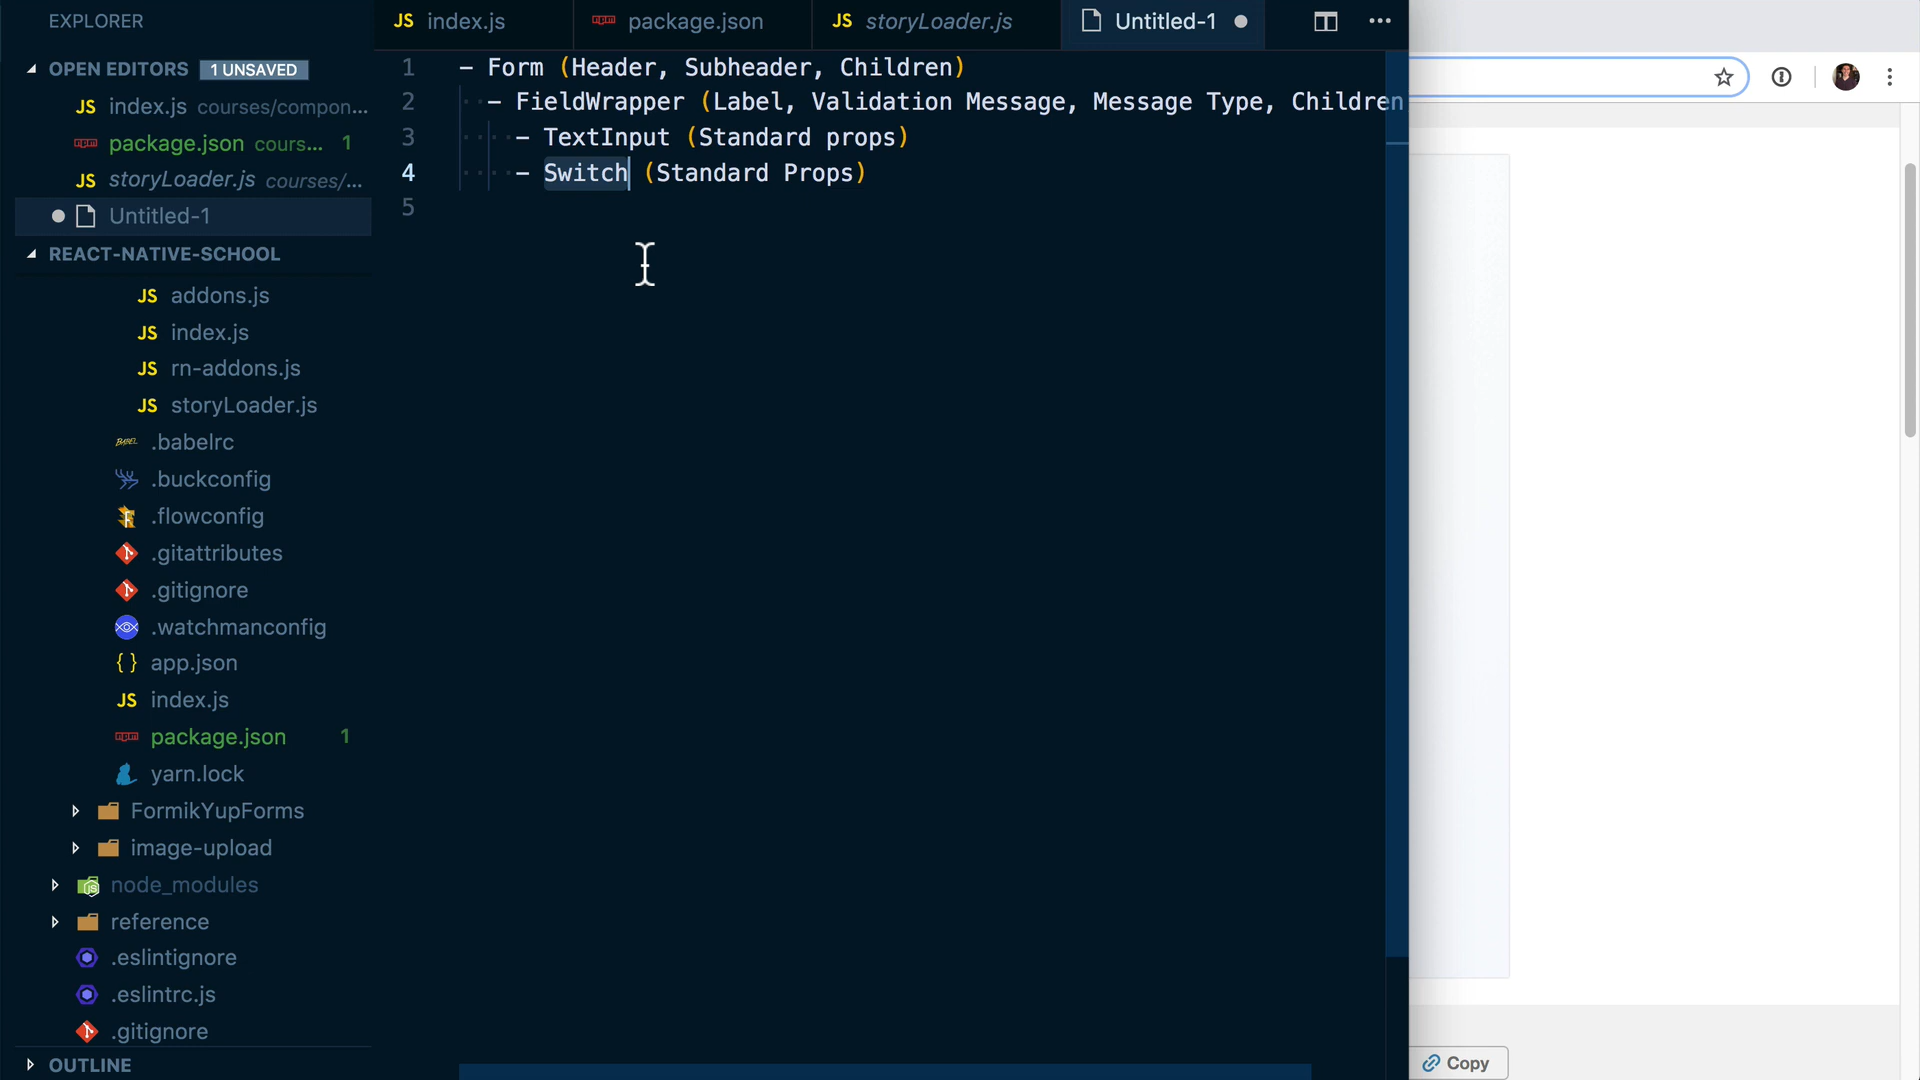 EXPLORER
OPEN EDITORS 1 UNSAVED
JS index.js courses/compon...
package.json cours... 1
JS storyLoader.js courses/...
Untitled-1
REACT-NATIVE-SCHOOL
JS addons.js
JS index.js
JS rn-addons.js
JS storyLoader.js
BABEL .babelrc
.buckconfig
.flowconfig
.gitattributes
.gitignore
.watchmanconfig
{ } app.json
JS index.js
package.json 1
yarn.lock
FormikYupForms
image-upload
node_modules
reference
.eslintignore
.eslintrc.js
.gitignore
OUTLINE
JS index.js
package.json
JS storyLoader.js
Untitled-1
1 - Form (Header, Subheader, Children)
2 - FieldWrapper (Label, Validation Message, Message Type, Children
3 - TextInput (Standard props)
4 - Switch (Standard Props)
5
Copy